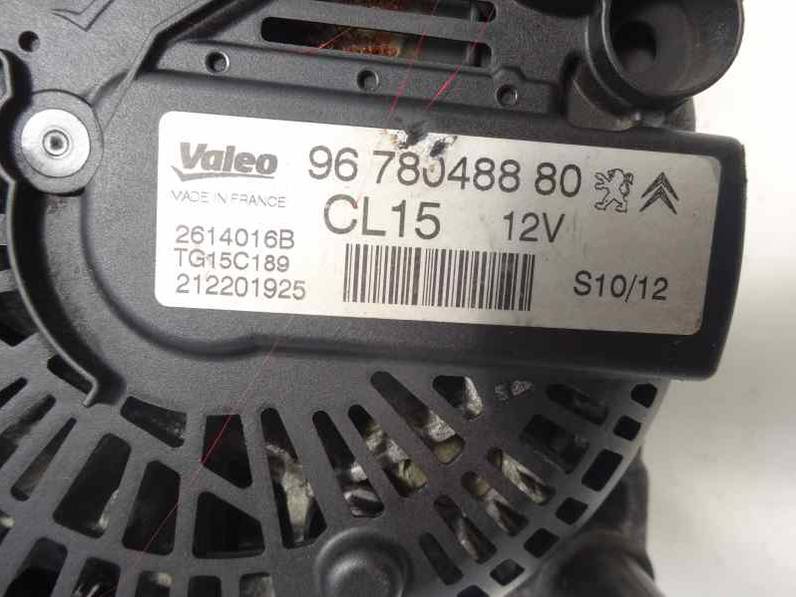 Valeo 96 780488 80
MADE IN FRANCE CL15 12V
2614016B
TG15C189
212201925 S10/12